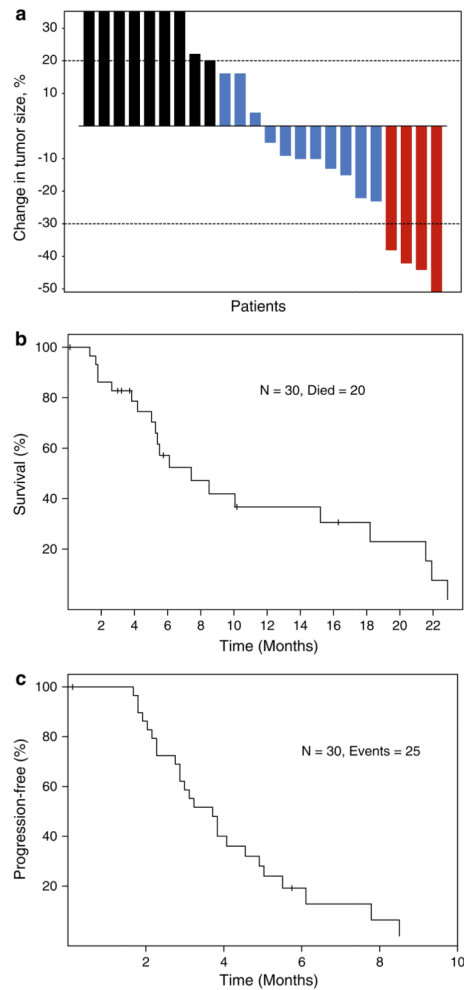 a
Change in tumor size, %
30
20
10
-10
-20
-30
-40
-50
Patients
b
Survival (%)
100
80
60
40
20
N = 30, Died = 20
2 4 6 8 10 12 14 16 18 20 22
Time (Months)
c
Progression-free (%)
100
80
60
40
20
N = 30, Events = 25
2 4 6 8 10
Time (Months)